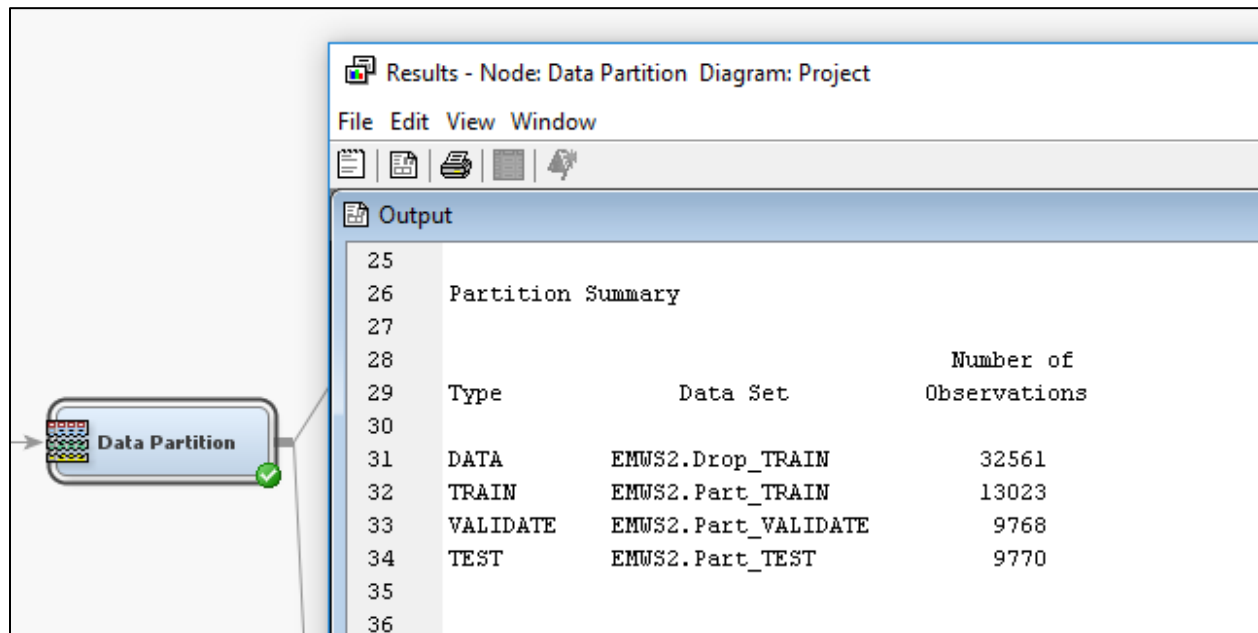 Results - Node: Data Partition Diagram: Project
File Edit View Window
Output
25
26 Partition Summary
27
28 Number of
29 Type Data Set Observations
30
31 DATA EMWS2.Drop_TRAIN 32561
32 TRAIN EMWS2.Part_TRAIN 13023
33 VALIDATE EMWS2.Part_VALIDATE 9768
34 TEST EMWS2.Part_TEST 9770
35
36
Data Partition